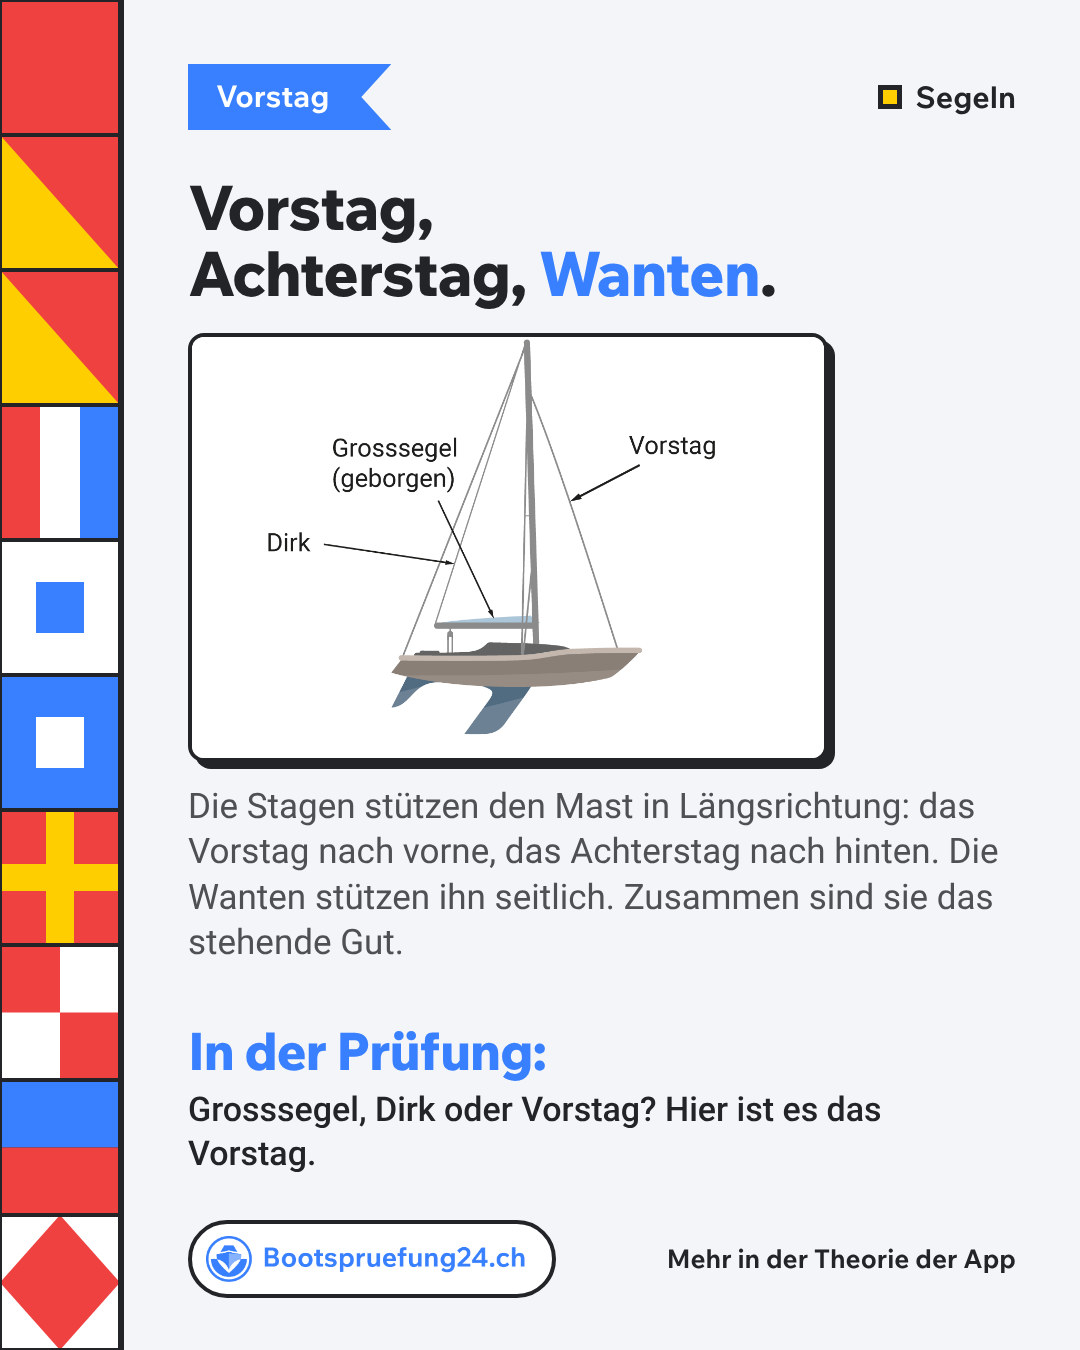 Vorstag
Segeln
Vorstag,
Achterstag, Wanten.
Grosssegel
(geborgen)
Vorstag
Dirk
Die Stagen stützen den Mast in Längsrichtung: das
Vorstag nach vorne, das Achterstag nach hinten. Die
Wanten stützen ihn seitlich. Zusammen sind sie das
stehende Gut.
In der Prüfung:
Grosssegel, Dirk oder Vorstag? Hier ist es das
Vorstag.
Bootspruefung24.ch
Mehr in der Theorie der App